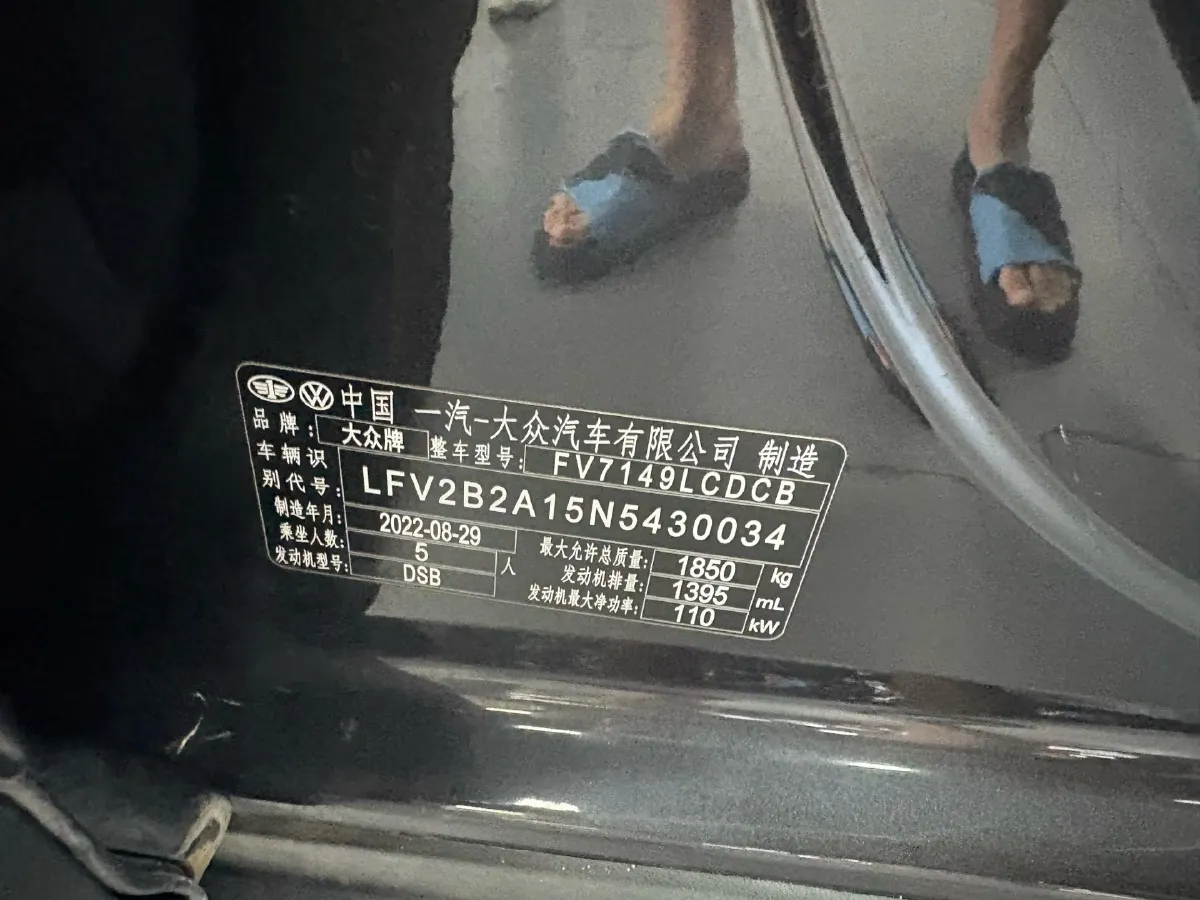 中国 一汽-大众汽车有限公司 制造
品牌: 大众牌 整车型号: FV7149LCDCB
车辆识别代号: LFV2B2A15N5430034
制造年月: 2022-08-29
乘坐人数: 5 人 最大允许总质量: 1850 kg
发动机型号: DSB 发动机排量: 1395 mL
发动机最大净功率: 110 kW